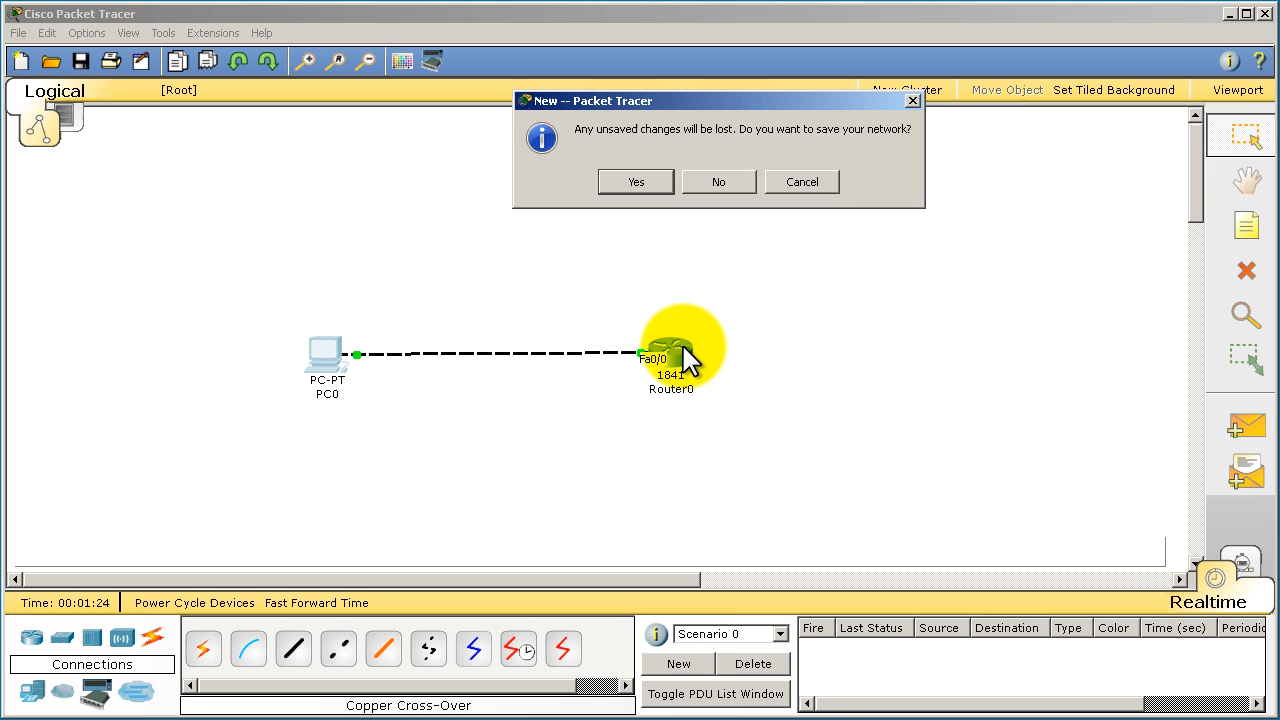 Cisco Packet Tracer
File Edit Options View Tools Extensions Help
Logical [Root] New Cluster Move Object Set Tiled Background Viewport
New -- Packet Tracer
Any unsaved changes will be lost. Do you want to save your network?
Yes No Cancel
Fa0/0
PC-PT
PC0
1841
Router0
Time: 00:01:24 Power Cycle Devices Fast Forward Time
Realtime
Connections
Copper Cross-Over
Scenario 0
New Delete
Toggle PDU List Window
Fire Last Status Source Destination Type Color Time (sec) Periodic